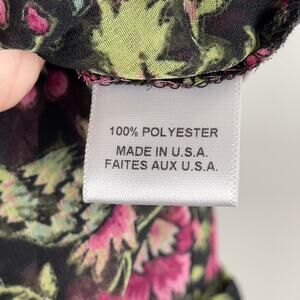 100% POLYESTER
MADE IN U.S.A.
FAITES AUX U.S.A.